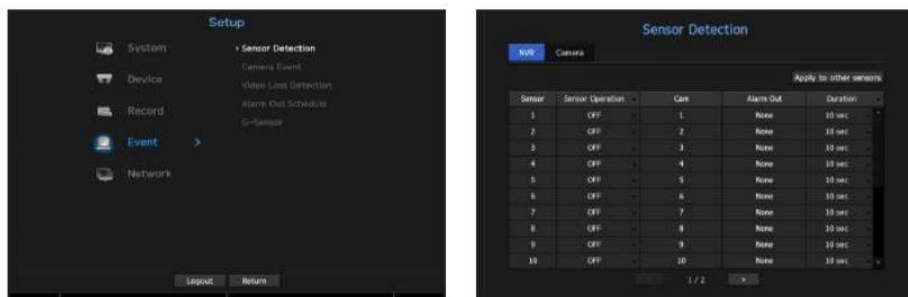 Setup
System
Device
Record
Event
Network
Sensor Detection
Camera Event
Video Loss Detection
Alarm Out Schedule
G-Sensor
Logout Return
Sensor Detection
NVR Camera
Apply to other sensors
Sensor Sensor Operation Cam Alarm Out Duration
1 OFF 1 None 10 sec
2 OFF 2 None 10 sec
3 OFF 3 None 10 sec
4 OFF 4 None 10 sec
5 OFF 5 None 10 sec
6 OFF 6 None 10 sec
7 OFF 7 None 10 sec
8 OFF 8 None 10 sec
9 OFF 9 None 10 sec
10 OFF 10 None 10 sec
1 / 2